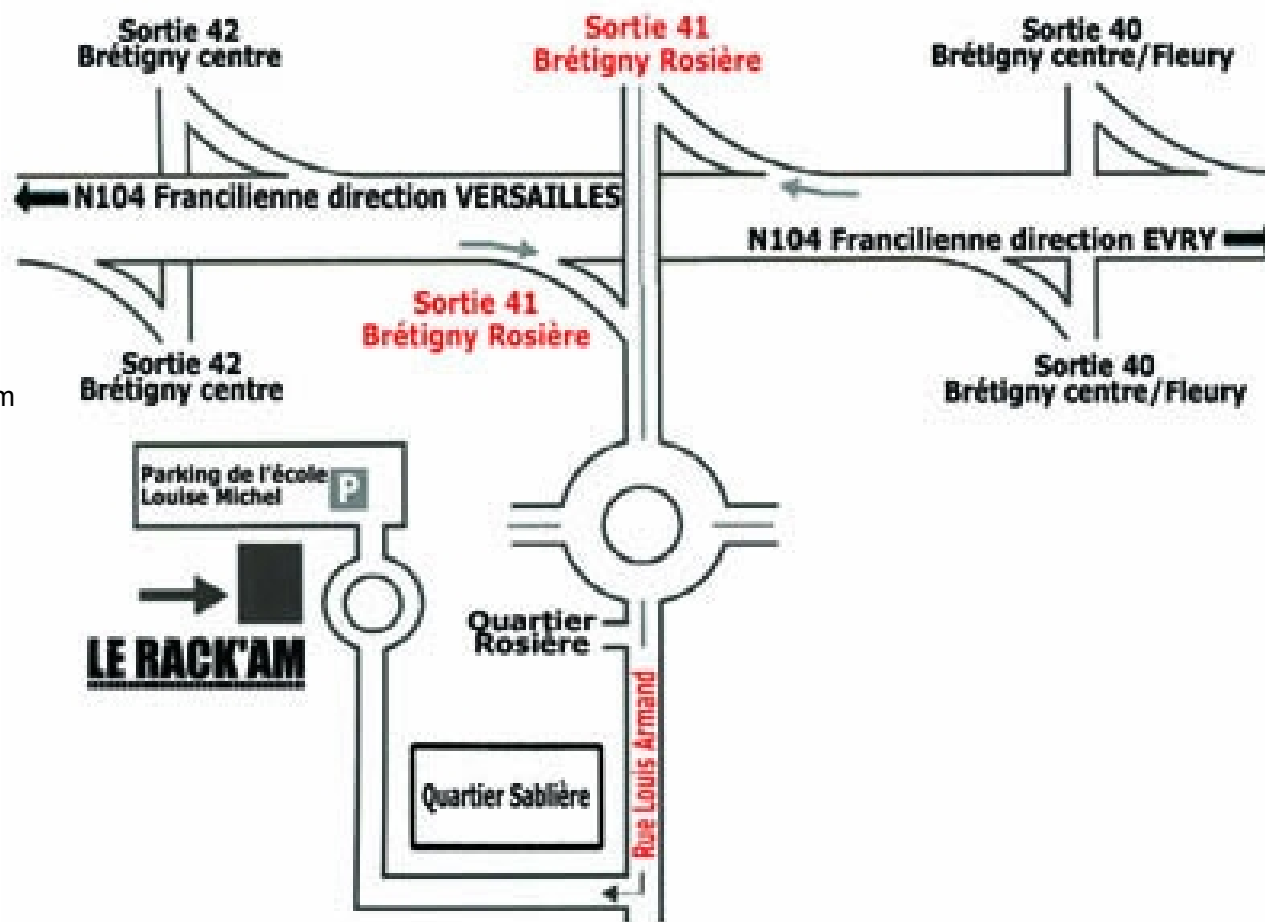 Sortie 42
Brétigny centre
Sortie 41
Brétigny Rosière
Sortie 40
Brétigny centre/Fleury
N104 Francilienne direction VERSAILLES
N104 Francilienne direction EVRY
Sortie 41
Brétigny Rosière
Sortie 42
Brétigny centre
Sortie 40
Brétigny centre/Fleury
m
Parking de l'école
Louise Michel
P
LE RACK'AM
Quartier
Rosière
Rue Louis Armand
Quartier Sablière